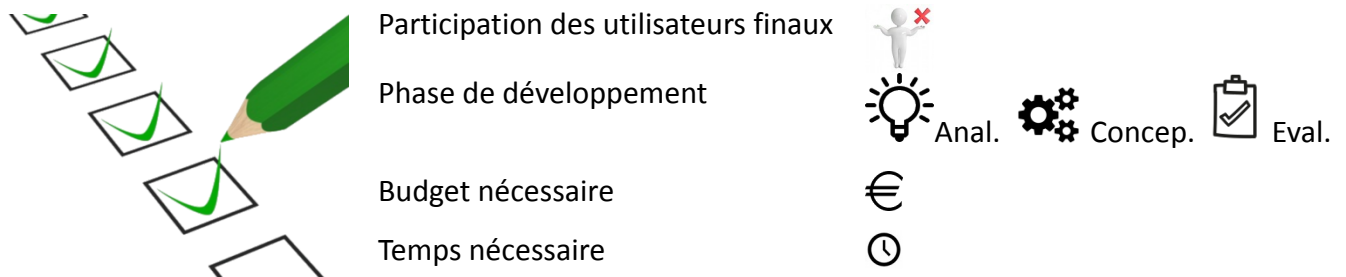 Participation des utilisateurs finaux
Phase de développement
Anal. Concep. Eval.
Budget nécessaire
€
Temps nécessaire